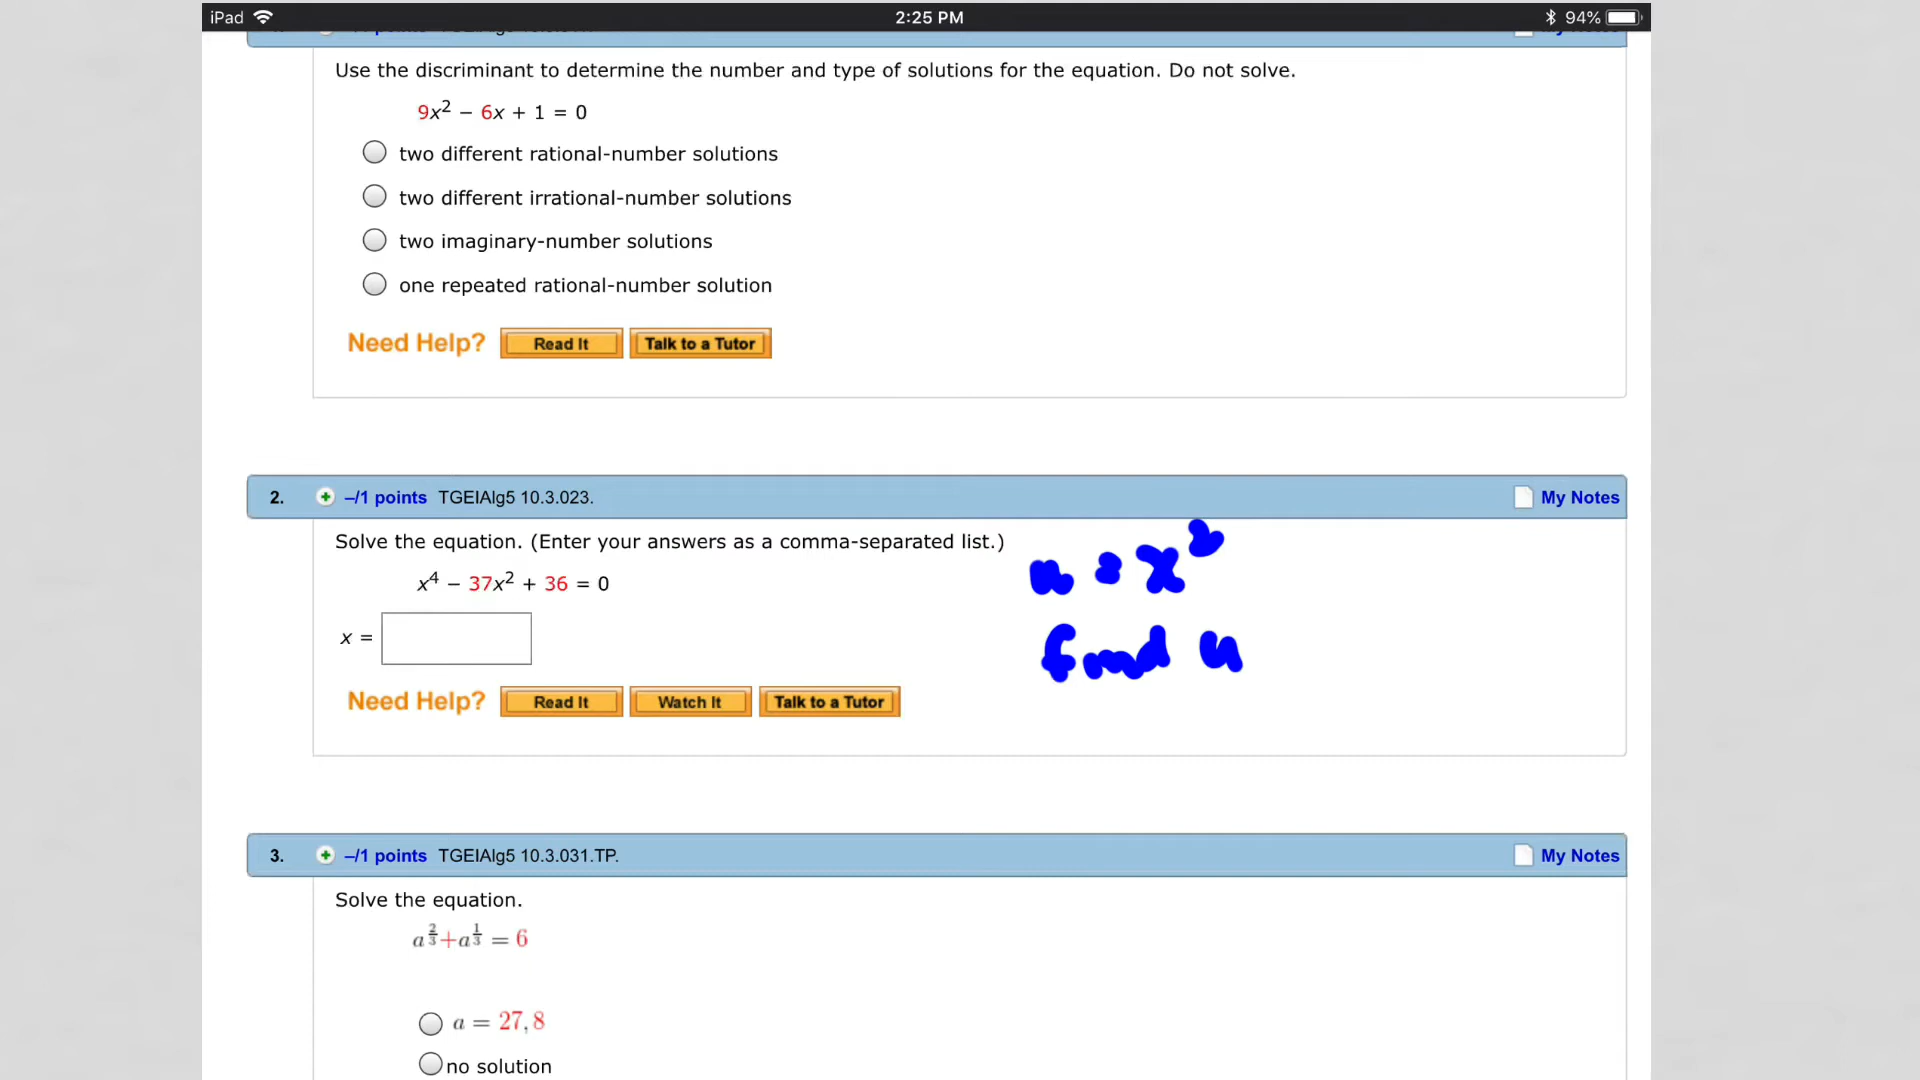 iPad 2:25 PM 94%
Use the discriminant to determine the number and type of solutions for the equation. Do not solve.
9x² − 6x + 1 = 0
two different rational-number solutions
two different irrational-number solutions
two imaginary-number solutions
one repeated rational-number solution
Need Help? Read It Talk to a Tutor
2. –/1 points TGEIAlg5 10.3.023. My Notes
Solve the equation. (Enter your answers as a comma-separated list.)
u = x²
x⁴ − 37x² + 36 = 0
x =
find u
Need Help? Read It Watch It Talk to a Tutor
3. –/1 points TGEIAlg5 10.3.031.TP. My Notes
Solve the equation.
a^(2/3) + a^(1/3) = 6
a = 27, 8
no solution